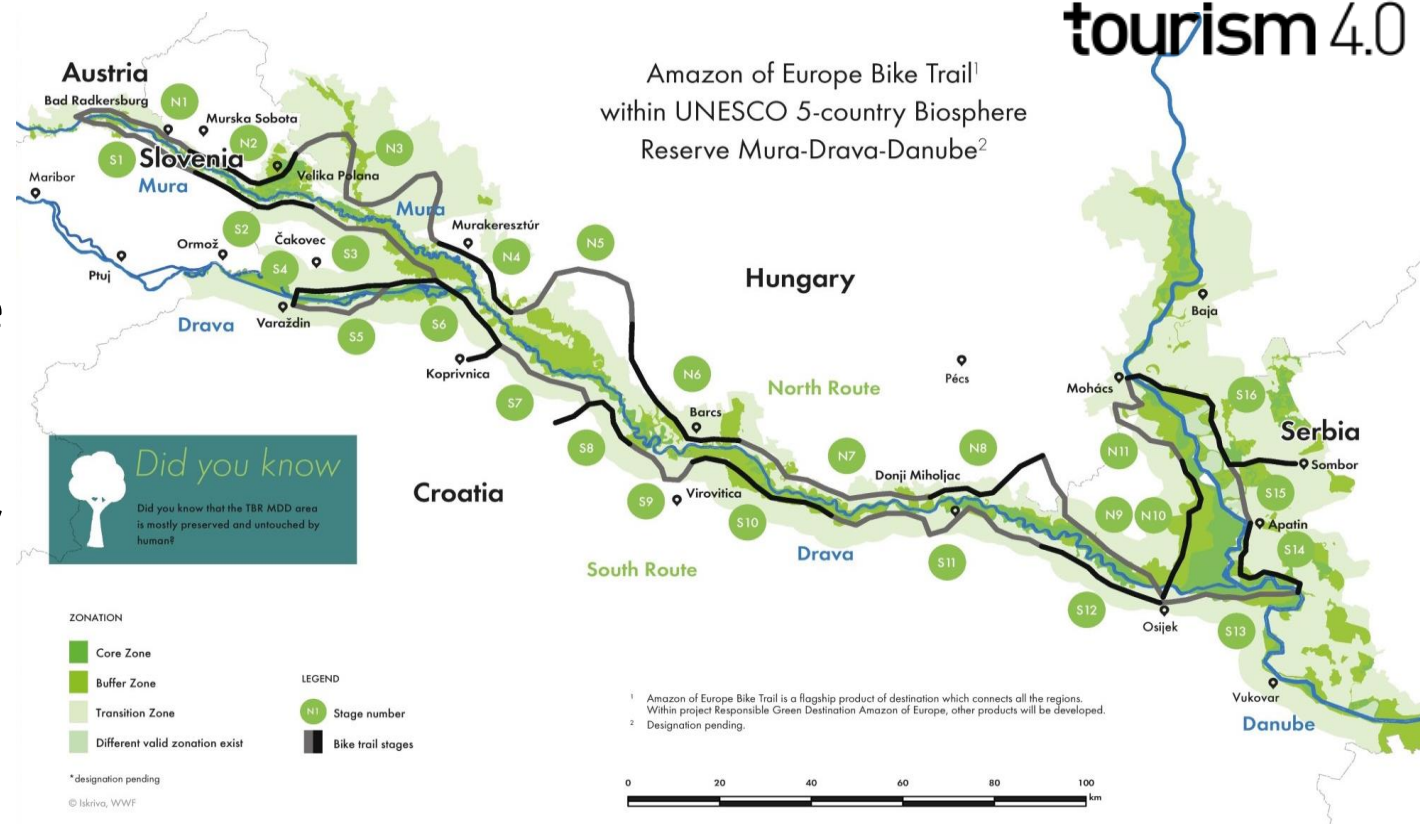 tourism 4.0
Amazon of Europe Bike Trail1
within UNESCO 5-country Biosphere
Reserve Mura-Drava-Danube2
Austria
Bad Radkersburg
N1
Murska Sobota
N2
N3
S1
Slovenia
Velika Polana
Maribor
Mura
Mura
Murakeresztúr
S2
Ormož
Čakovec
S3
N4
N5
S4
Ptuj
Hungary
Baja
Drava
Varaždin
S5
S6
Koprivnica
N6
North Route
Pécs
Mohács
S16
S7
Barcs
Serbia
S8
N7
Donji Miholjac
N8
N11
Sombor
Croatia
S9
Virovitica
S10
N9
N10
S15
Apatin
S14
Drava
South Route
S11
S12
Osijek
S13
Vukovar
Danube
Did you know
Did you know that the TBR MDD area
is mostly preserved and untouched by
human?
ZONATION
Core Zone
Buffer Zone
Transition Zone
Different valid zonation exist
*designation pending
© Iskriva, WWF
LEGEND
N1 Stage number
Bike trail stages
1 Amazon of Europe Bike Trail is a flagship product of destination which connects all the regions.
Within project Responsible Green Destination Amazon of Europe, other products will be developed.
2 Designation pending.
0 20 40 60 80 100
km